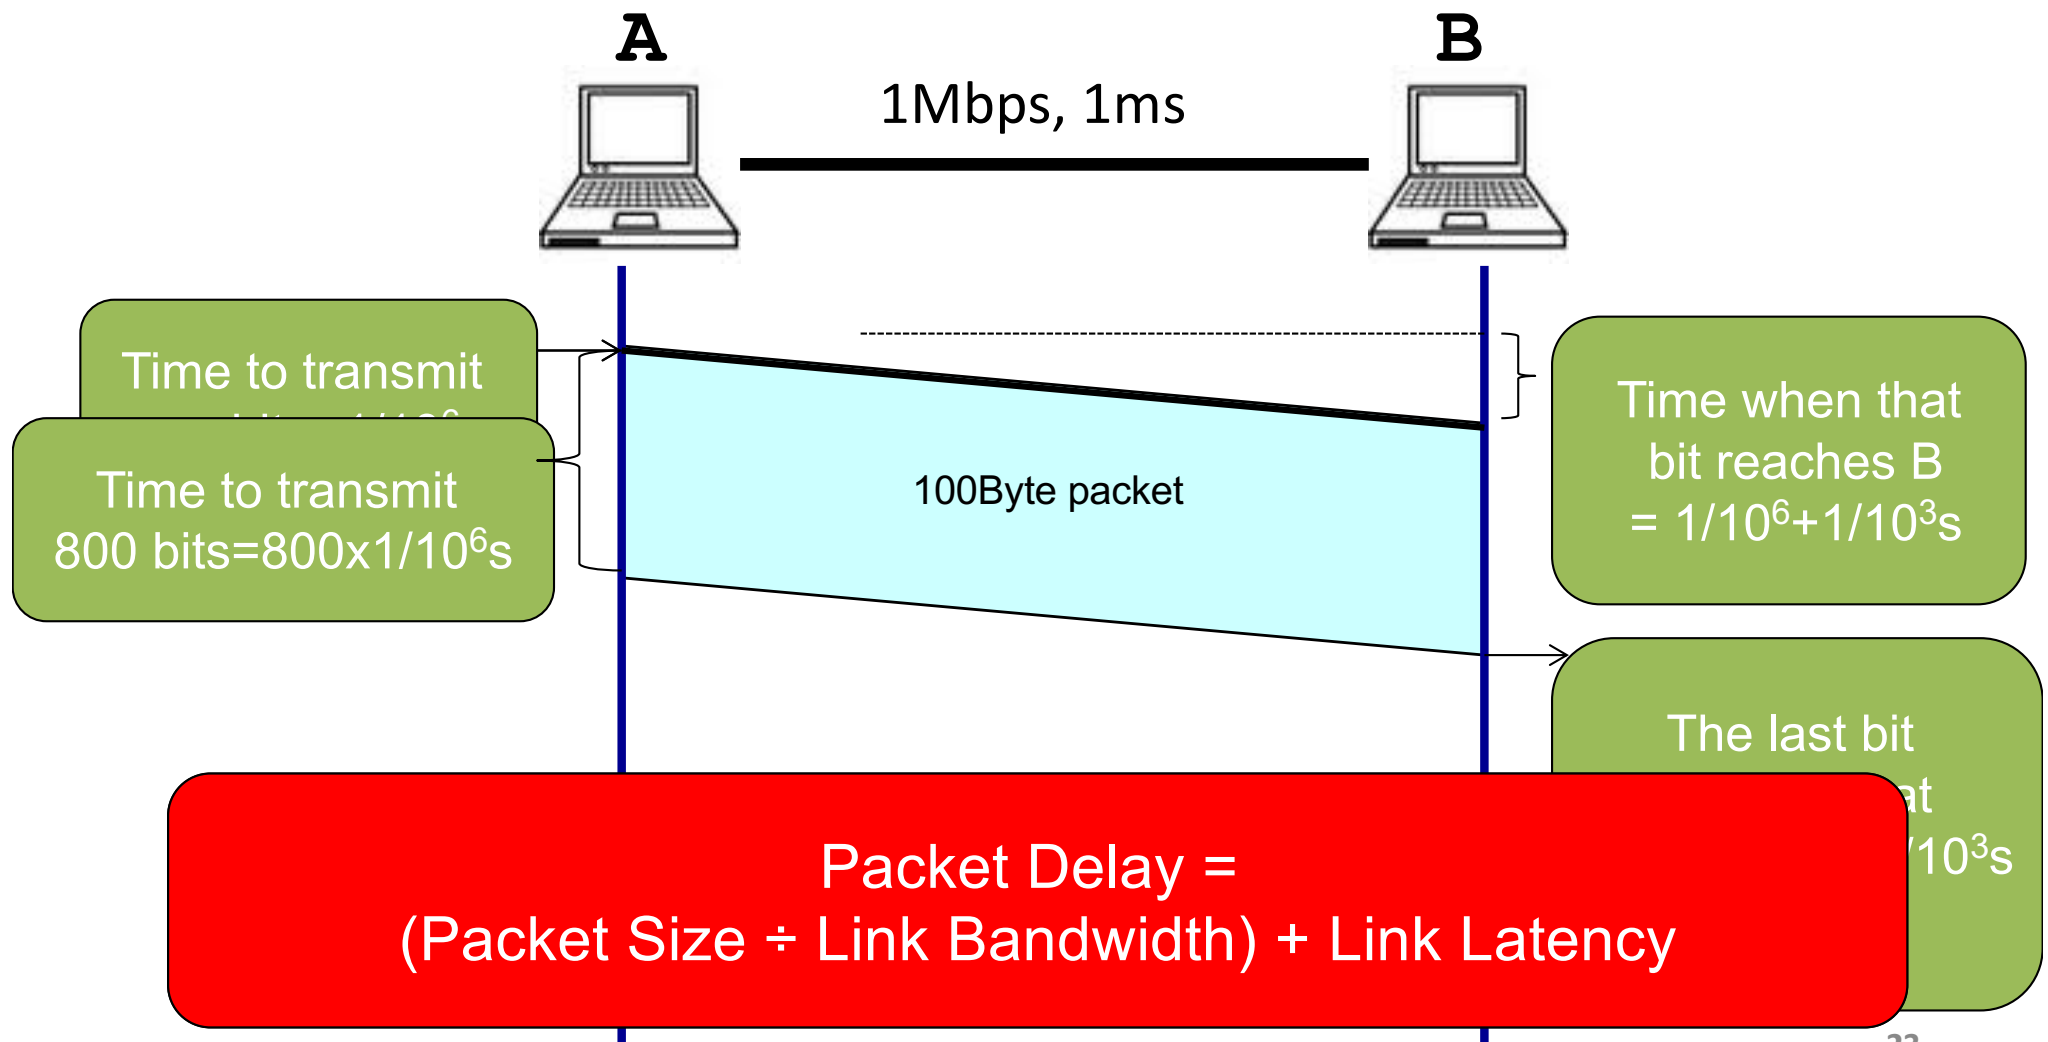 A
B
1Mbps, 1ms
Time to transmit
Time to transmit
800 bits=800x1/10⁶s
100Byte packet
Time when that
bit reaches B
= 1/10⁶+1/10³s
The last bit
at
/10³s
Packet Delay =
(Packet Size ÷ Link Bandwidth) + Link Latency